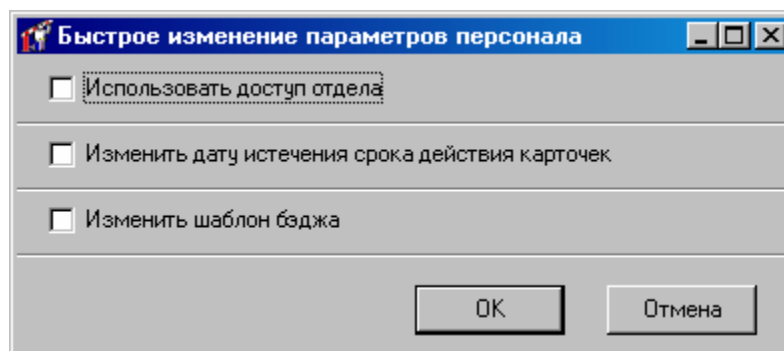 Быстрое изменение параметров персонала
Использовать доступ отдела
Изменить дату истечения срока действия карточек
Изменить шаблон бэджа
OK Отмена